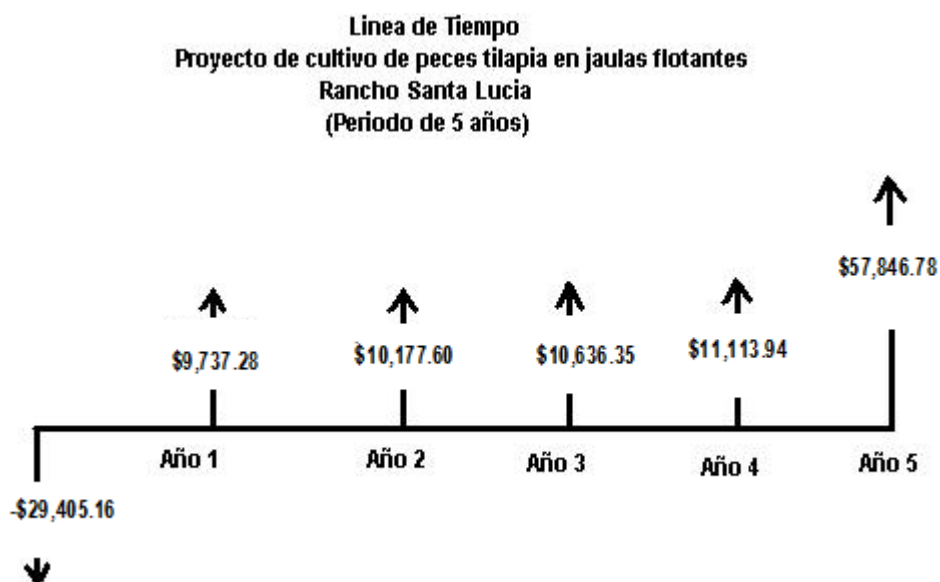 Linea de Tiempo
Proyecto de cultivo de peces tilapia en jaulas flotantes
Rancho Santa Lucia
(Periodo de 5 años)
$57,846.78
$9,737.28
$10,177.60
$10,636.35
$11,113.94
Año 1
Año 2
Año 3
Año 4
Año 5
-$29,405.16